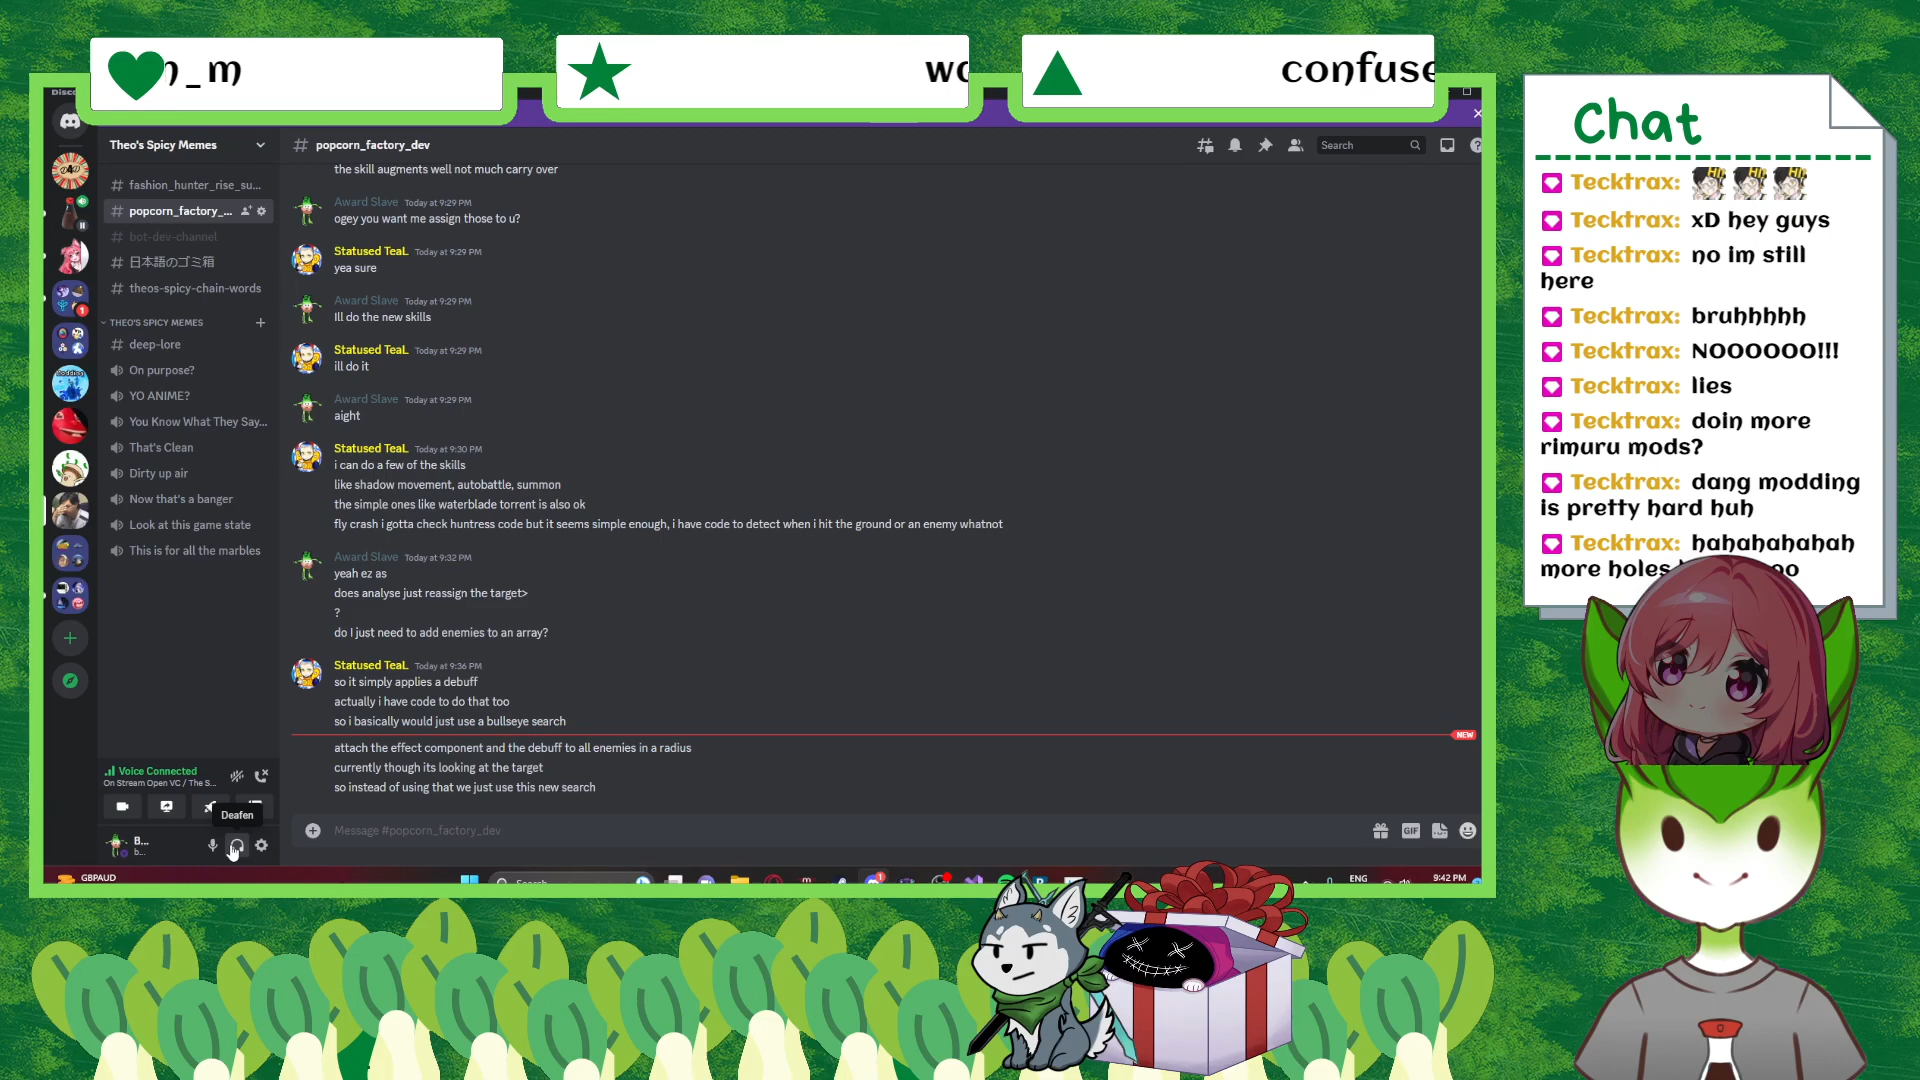 n_m
confuse
Theo's Spicy Memes
# popcorn_factory_dev
Search
# fashion_hunter_rise_su...
# popcorn_factory_...
# bot-dev-channel
# 日本語のゴミ箱
# theos-spicy-chain-words
THEO'S SPICY MEMES
# deep-lore
On purpose?
YO ANIME?
You Know What They Say...
That's Clean
Dirty up air
Now that's a banger
Look at this game state
This is for all the marbles
Voice Connected
On Stream Open VC / The S...
Deafen
B...
b...
the skill augments well not much carry over
Award Slave Today at 9:29 PM
ogey you want me assign those to u?
Statused TeaL Today at 9:29 PM
yea sure
Award Slave Today at 9:29 PM
Ill do the new skills
Statused TeaL Today at 9:29 PM
ill do it
Award Slave Today at 9:29 PM
aight
Statused TeaL Today at 9:30 PM
i can do a few of the skills
like shadow movement, autobattle, summon
the simple ones like waterblade torrent is also ok
fly crash i gotta check huntress code but it seems simple enough, i have code to detect when i hit the ground or an enemy whatnot
Award Slave Today at 9:32 PM
yeah ez as
does analyse just reassign the target>
?
do I just need to add enemies to an array?
Statused TeaL Today at 9:36 PM
so it simply applies a debuff
actually i have code to do that too
so i basically would just use a bullseye search
NEW
attach the effect component and the debuff to all enemies in a radius
currently though its looking at the target
so instead of using that we just use this new search
Message #popcorn_factory_dev
GIF
GBPAUD
Search
ENG
9:42 PM
Chat
Tecktrax:
Tecktrax: xD hey guys
Tecktrax: no im still
here
Tecktrax: bruhhhhh
Tecktrax: NOOOOOO!!!
Tecktrax: lies
Tecktrax: doin more
rimuru mods?
Tecktrax: dang modding
is pretty hard huh
Tecktrax: hahahahahah
more holes